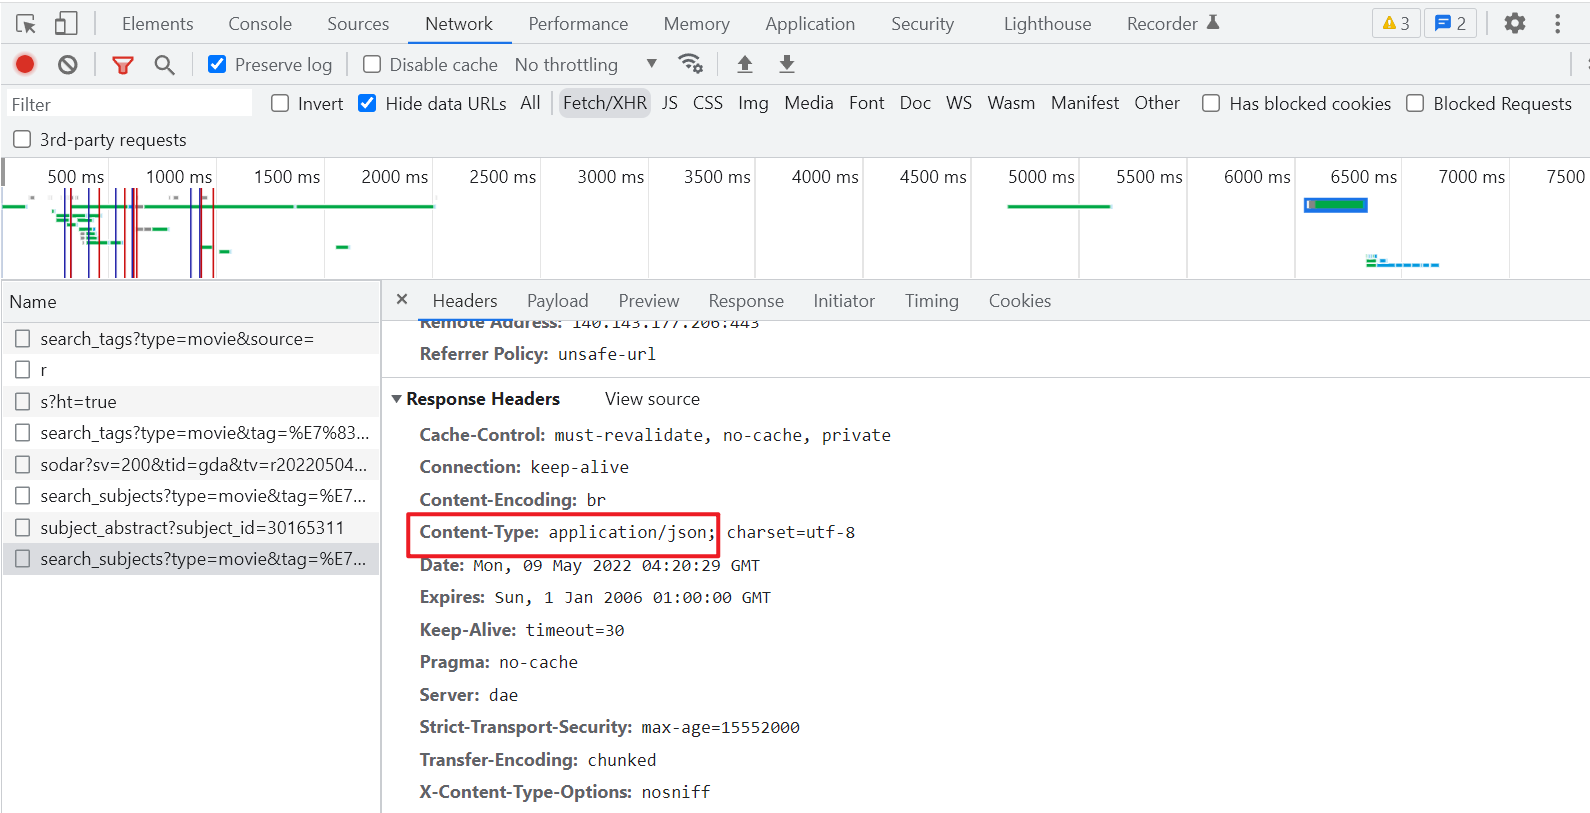 Elements Console Sources Network Performance Memory Application Security Lighthouse Recorder 3 2
Preserve log Disable cache No throttling
Filter Invert Hide data URLs All Fetch/XHR JS CSS Img Media Font Doc WS Wasm Manifest Other Has blocked cookies Blocked Requests
3rd-party requests
500 ms 1000 ms 1500 ms 2000 ms 2500 ms 3000 ms 3500 ms 4000 ms 4500 ms 5000 ms 5500 ms 6000 ms 6500 ms 7000 ms 7500
Name
search_tags?type=movie&source=
r
s?ht=true
search_tags?type=movie&tag=%E7%83...
sodar?sv=200&tid=gda&tv=r20220504...
search_subjects?type=movie&tag=%E7...
subject_abstract?subject_id=30165311
search_subjects?type=movie&tag=%E7...
× Headers Payload Preview Response Initiator Timing Cookies
Remote Address: 140.143.177.206:443
Referrer Policy: unsafe-url
Response Headers View source
Cache-Control: must-revalidate, no-cache, private
Connection: keep-alive
Content-Encoding: br
Content-Type: application/json; charset=utf-8
Date: Mon, 09 May 2022 04:20:29 GMT
Expires: Sun, 1 Jan 2006 01:00:00 GMT
Keep-Alive: timeout=30
Pragma: no-cache
Server: dae
Strict-Transport-Security: max-age=15552000
Transfer-Encoding: chunked
X-Content-Type-Options: nosniff